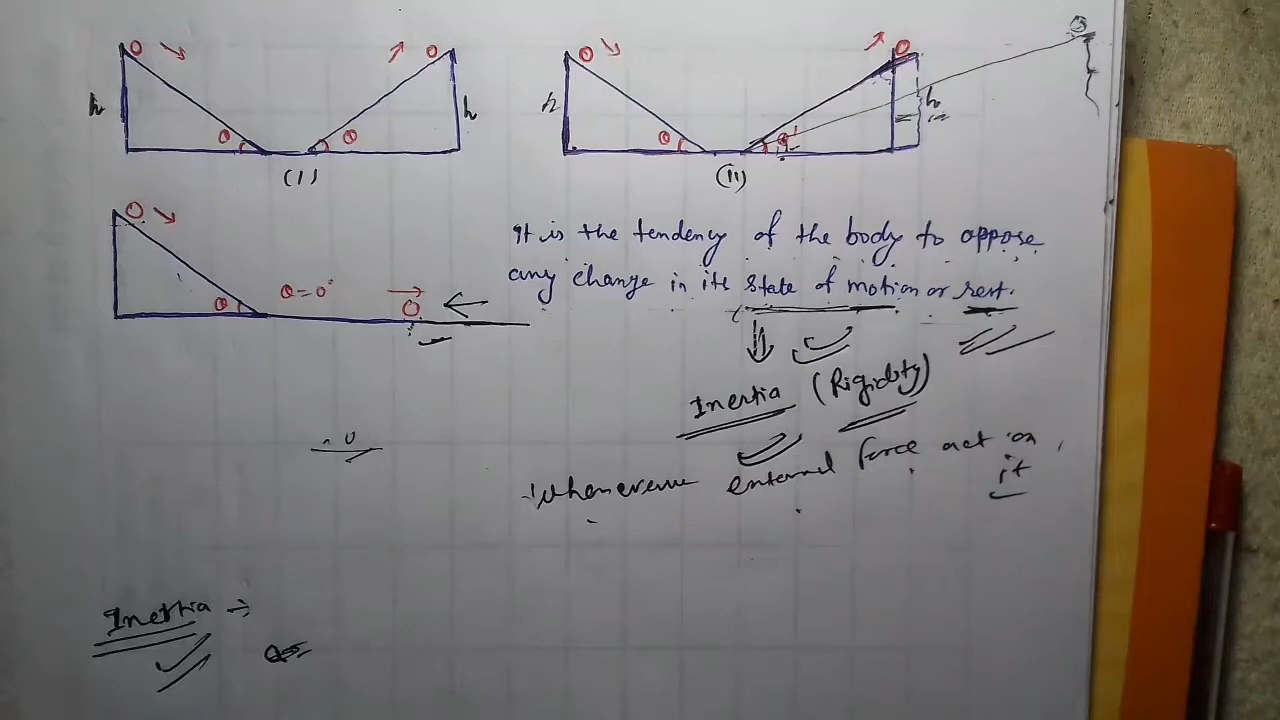 h θ θ h
(I)
h θ θ' h
(II)
θ θ=0°
It is the tendency of the body to oppose
any change in its state of motion or rest.
Inertia (Rigidity)
whenever external force act on
it
Inertia ⇒